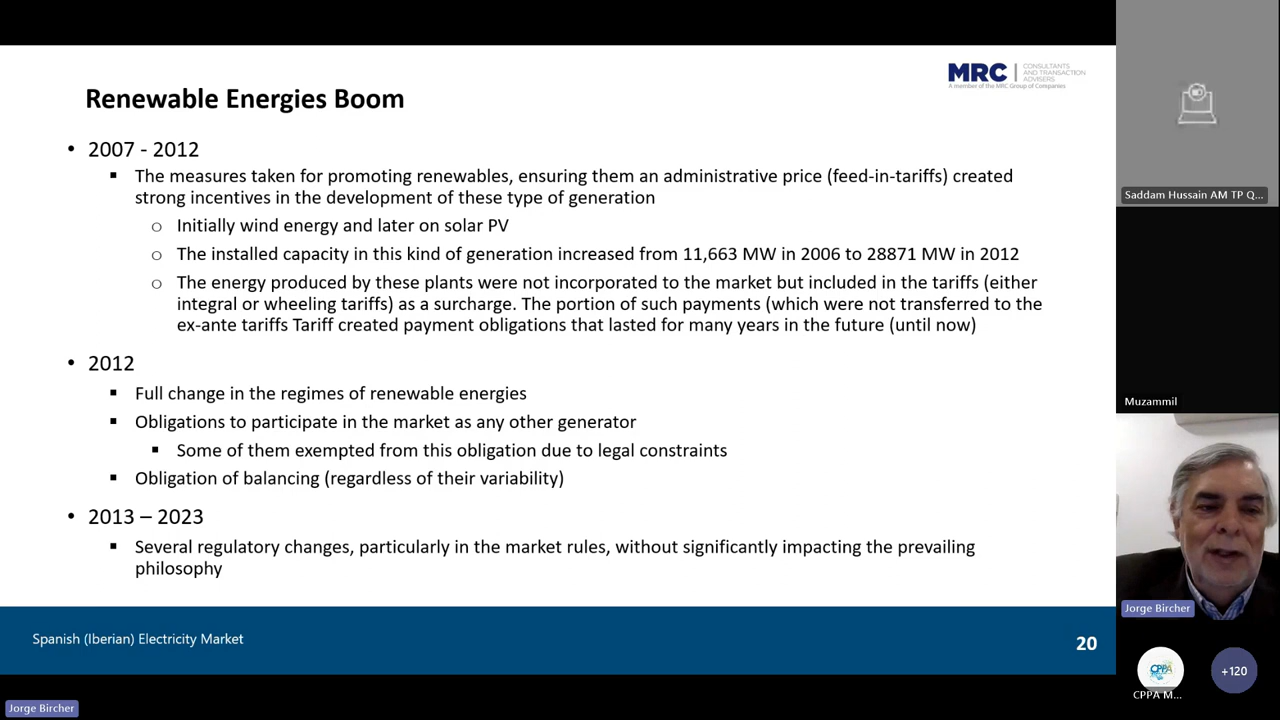 MRC
CONSULTANTS
AND TRANSACTION
ADVISERS
A member of the MRC Group of Companies
Renewable Energies Boom
• 2007 - 2012
▪ The measures taken for promoting renewables, ensuring them an administrative price (feed-in-tariffs) created
strong incentives in the development of these type of generation
o Initially wind energy and later on solar PV
o The installed capacity in this kind of generation increased from 11,663 MW in 2006 to 28871 MW in 2012
o The energy produced by these plants were not incorporated to the market but included in the tariffs (either
integral or wheeling tariffs) as a surcharge. The portion of such payments (which were not transferred to the
ex-ante tariffs Tariff created payment obligations that lasted for many years in the future (until now)
• 2012
▪ Full change in the regimes of renewable energies
▪ Obligations to participate in the market as any other generator
▪ Some of them exempted from this obligation due to legal constraints
▪ Obligation of balancing (regardless of their variability)
• 2013 – 2023
▪ Several regulatory changes, particularly in the market rules, without significantly impacting the prevailing
philosophy
Spanish (Iberian) Electricity Market
20
Jorge Bircher
Saddam Hussain AM TP Q...
Muzammil
Jorge Bircher
CPPA
CPPA M...
+120